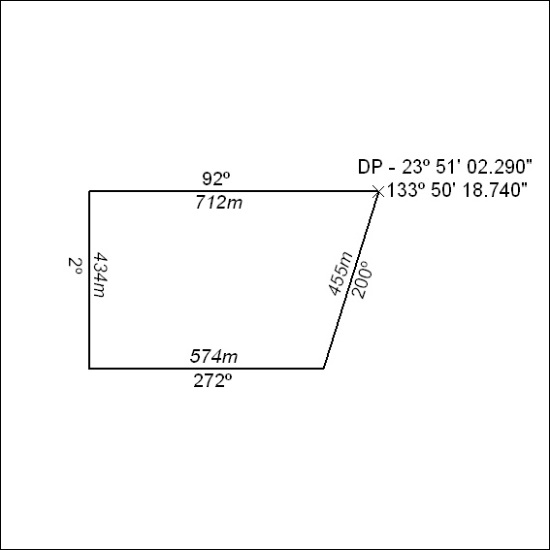 DP - 23º 51' 02.290"
133º 50' 18.740"
92º
712m
2º
434m
455m
200º
574m
272º